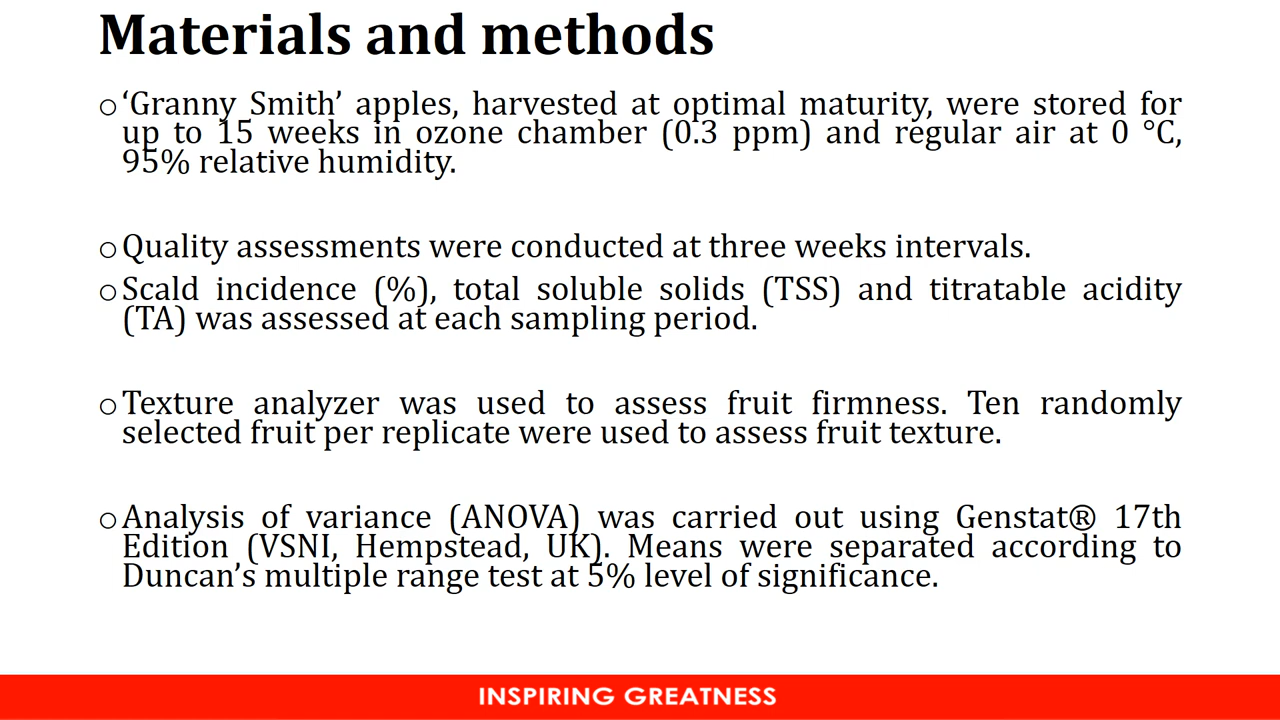 Materials and methods
○ ‘Granny Smith’ apples, harvested at optimal maturity, were stored for
up to 15 weeks in ozone chamber (0.3 ppm) and regular air at 0 °C,
95% relative humidity.
○ Quality assessments were conducted at three weeks intervals.
○ Scald incidence (%), total soluble solids (TSS) and titratable acidity
(TA) was assessed at each sampling period.
○ Texture analyzer was used to assess fruit firmness. Ten randomly
selected fruit per replicate were used to assess fruit texture.
○ Analysis of variance (ANOVA) was carried out using Genstat® 17th
Edition (VSNI, Hempstead, UK). Means were separated according to
Duncan’s multiple range test at 5% level of significance.
INSPIRING GREATNESS